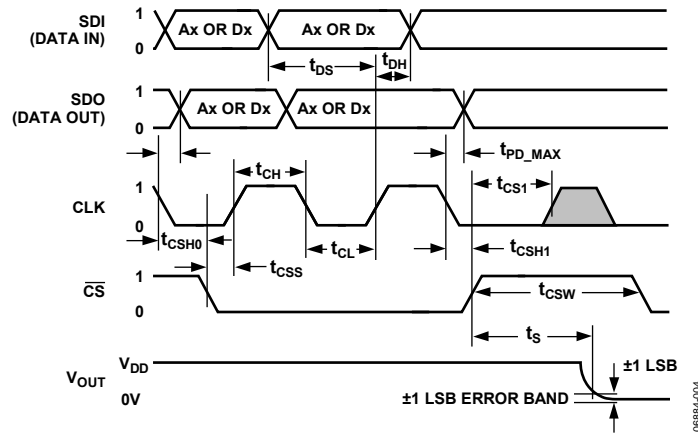 SDI
(DATA IN)
1
0
Ax OR Dx
Ax OR Dx
tDS
tDH
SDO
(DATA OUT)
1
0
Ax OR Dx
Ax OR Dx
tPD_MAX
CLK
1
0
tCH
tCS1
tCSH0
tCL
tCSH1
tCSS
CS
1
0
tCSW
tS
VOUT
VDD
0V
±1 LSB
±1 LSB ERROR BAND
06884-004